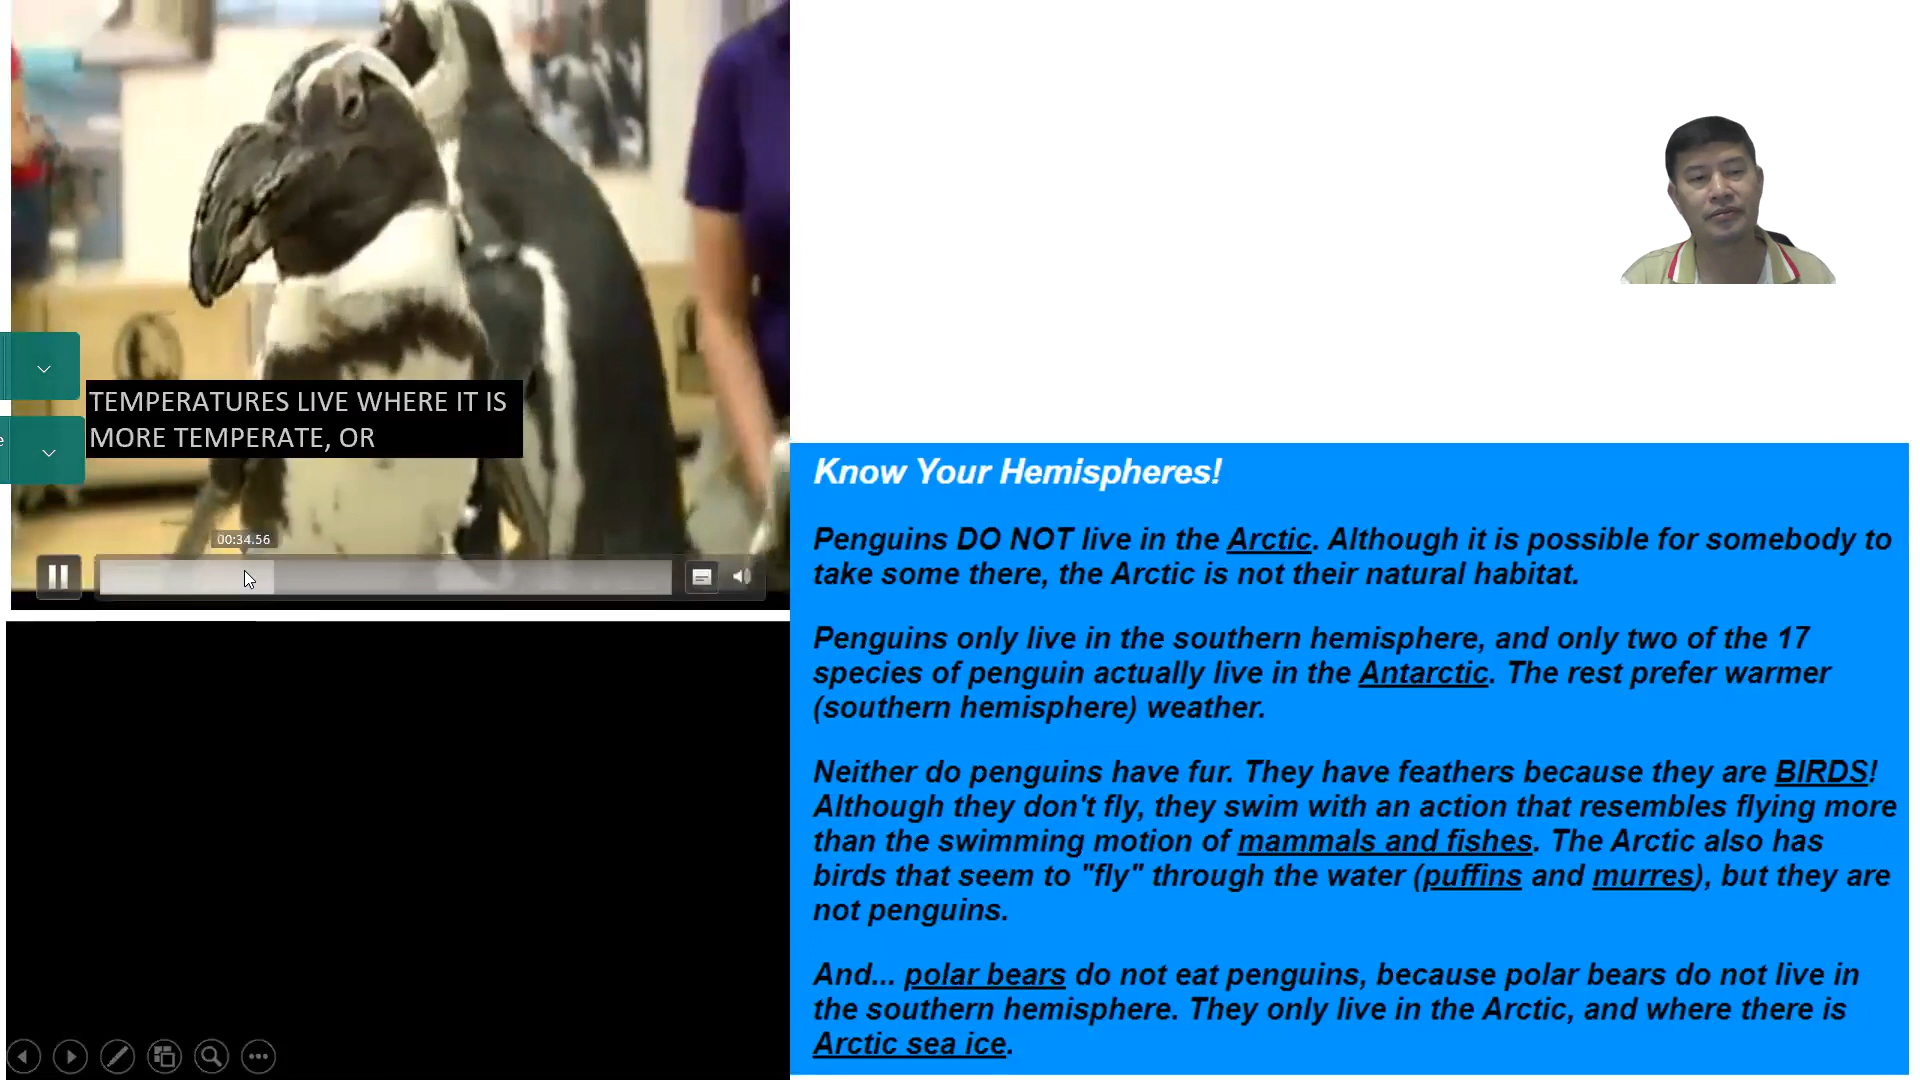 TEMPERATURES LIVE WHERE IT IS
MORE TEMPERATE, OR
e
00:34.56
Know Your Hemispheres!
Penguins DO NOT live in the Arctic. Although it is possible for somebody to
take some there, the Arctic is not their natural habitat.
Penguins only live in the southern hemisphere, and only two of the 17
species of penguin actually live in the Antarctic. The rest prefer warmer
(southern hemisphere) weather.
Neither do penguins have fur. They have feathers because they are BIRDS!
Although they don't fly, they swim with an action that resembles flying more
than the swimming motion of mammals and fishes. The Arctic also has
birds that seem to "fly" through the water (puffins and murres), but they are
not penguins.
And... polar bears do not eat penguins, because polar bears do not live in
the southern hemisphere. They only live in the Arctic, and where there is
Arctic sea ice.